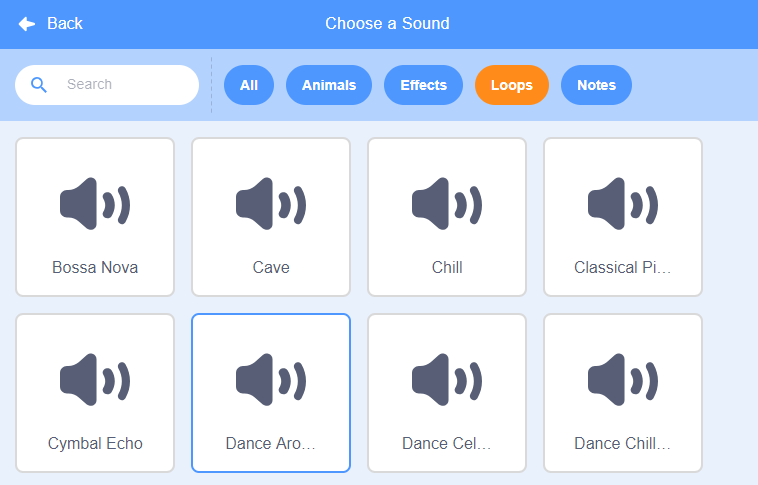 Back
Choose a Sound
Search
All
Animals
Effects
Loops
Notes
Bossa Nova
Cave
Chill
Classical Pi...
Cymbal Echo
Dance Aro...
Dance Cel...
Dance Chill...